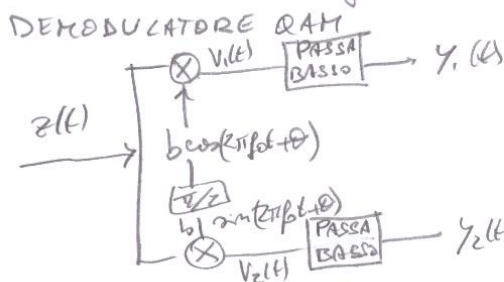 DEMODULATORE QAM
V₁(t)
PASSA
BASSO
y₁(t)
z(t)
b cos(2πf₀t+θ)
π/2
b sin(2πf₀t+θ)
PASSA
BASSO
y₂(t
V₂(t)